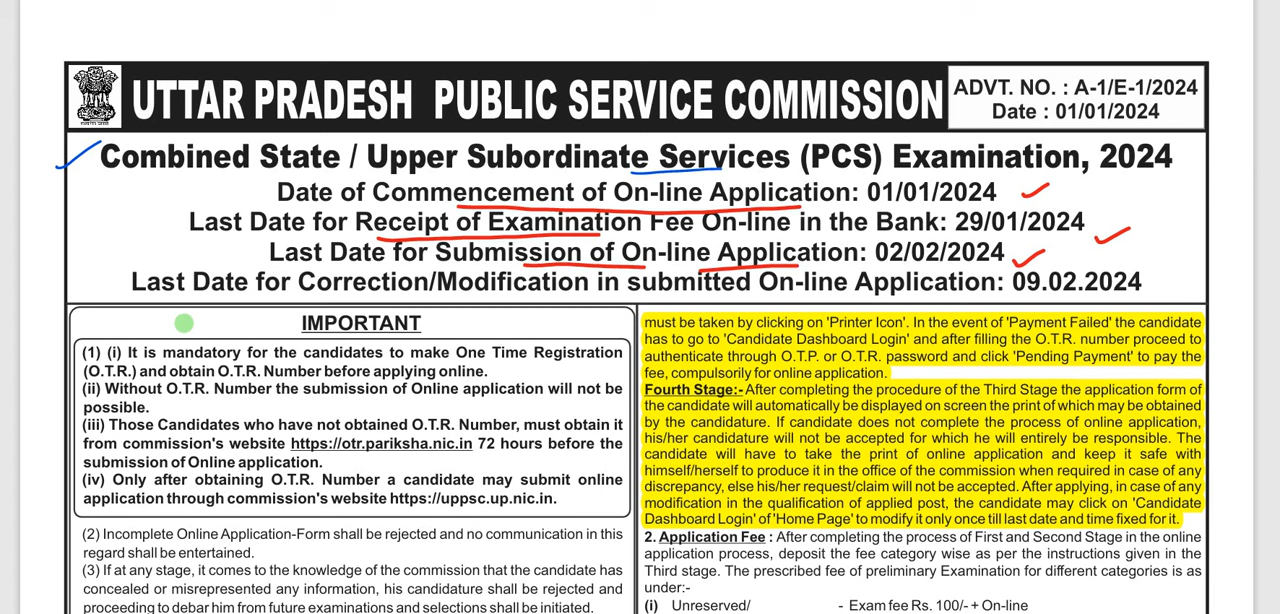 UTTAR PRADESH PUBLIC SERVICE COMMISSION
ADVT. NO. : A-1/E-1/2024
Date : 01/01/2024
Combined State / Upper Subordinate Services (PCS) Examination, 2024
Date of Commencement of On-line Application: 01/01/2024
Last Date for Receipt of Examination Fee On-line in the Bank: 29/01/2024
Last Date for Submission of On-line Application: 02/02/2024
Last Date for Correction/Modification in submitted On-line Application: 09.02.2024
IMPORTANT
(1) (i) It is mandatory for the candidates to make One Time Registration
(O.T.R.) and obtain O.T.R. Number before applying online.
(ii) Without O.T.R. Number the submission of Online application will not be
possible.
(iii) Those Candidates who have not obtained O.T.R. Number, must obtain it
from commission's website https://otr.pariksha.nic.in 72 hours before the
submission of Online application.
(iv) Only after obtaining O.T.R. Number a candidate may submit online
application through commission's website https://uppsc.up.nic.in.
(2) Incomplete Online Application-Form shall be rejected and no communication in this
regard shall be entertained.
(3) If at any stage, it comes to the knowledge of the commission that the candidate has
concealed or misrepresented any information, his candidature shall be rejected and
proceeding to debar him from future examinations and selections shall be initiated.
must be taken by clicking on 'Printer Icon'. In the event of 'Payment Failed' the candidate
has to go to 'Candidate Dashboard Login' and after filling the O.T.R. number proceed to
authenticate through O.T.P. or O.T.R. password and click 'Pending Payment' to pay the
fee, compulsorily for online application.
Fourth Stage:- After completing the procedure of the Third Stage the application form of
the candidate will automatically be displayed on screen the print of which may be obtained
by the candidature. If candidate does not complete the process of online application,
his/her candidature will not be accepted for which he will entirely be responsible. The
candidate will have to take the print of online application and keep it safe with
himself/herself to produce it in the office of the commission when required in case of any
discrepancy, else his/her request/claim will not be accepted. After applying, in case of any
modification in the qualification of applied post, the candidate may click on 'Candidate
Dashboard Login' of 'Home Page' to modify it only once till last date and time fixed for it.
2. Application Fee : After completing the process of First and Second Stage in the online
application process, deposit the fee category wise as per the instructions given in the
Third stage. The prescribed fee of preliminary Examination for different categories is as
under:-
(i) Unreserved/ - Exam fee Rs. 100/- + On-line